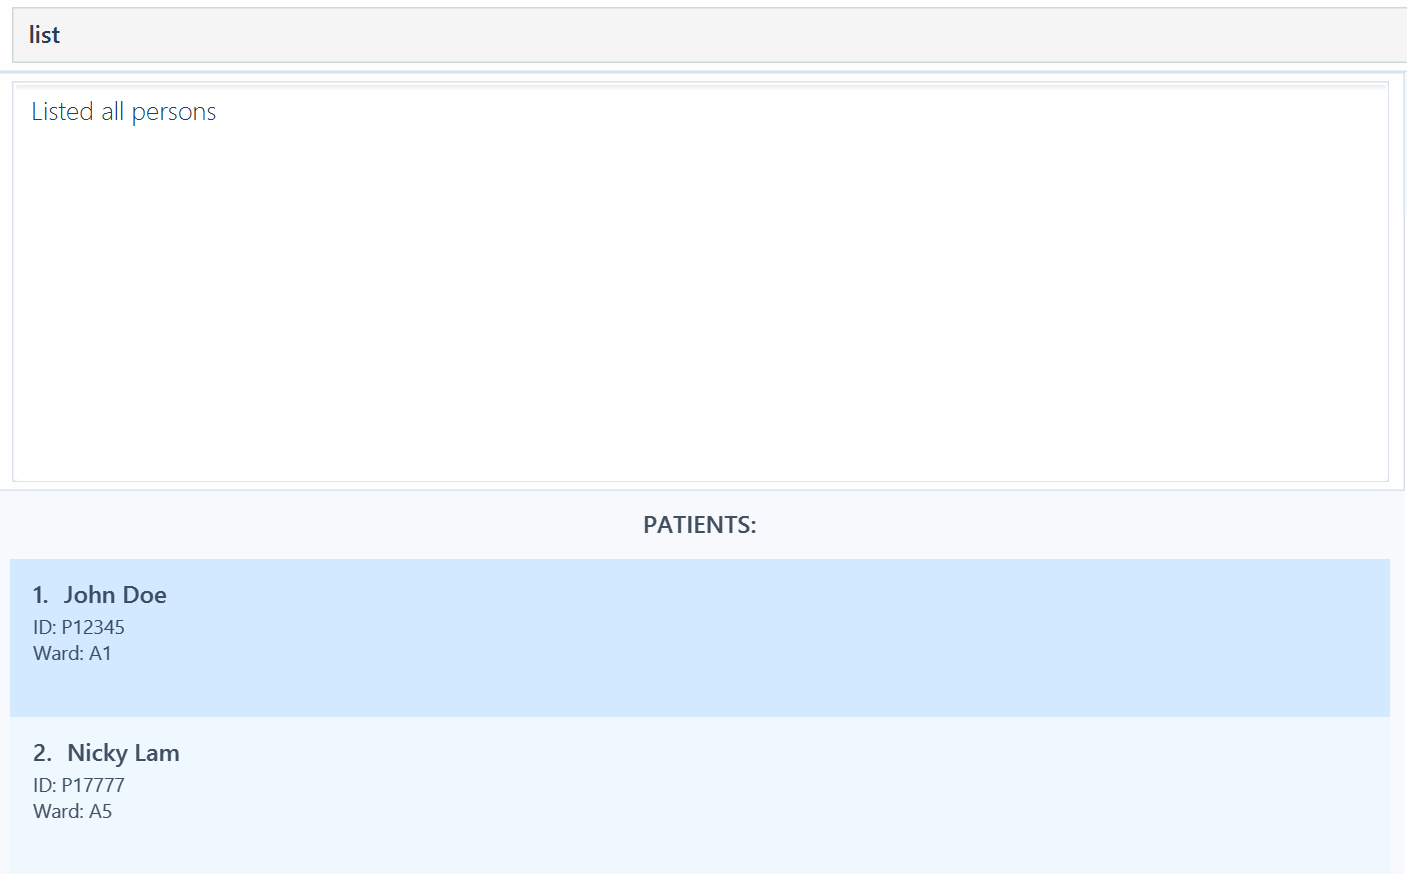 list
Listed all persons
PATIENTS:
1. John Doe
ID: P12345
Ward: A1
2. Nicky Lam
ID: P17777
Ward: A5